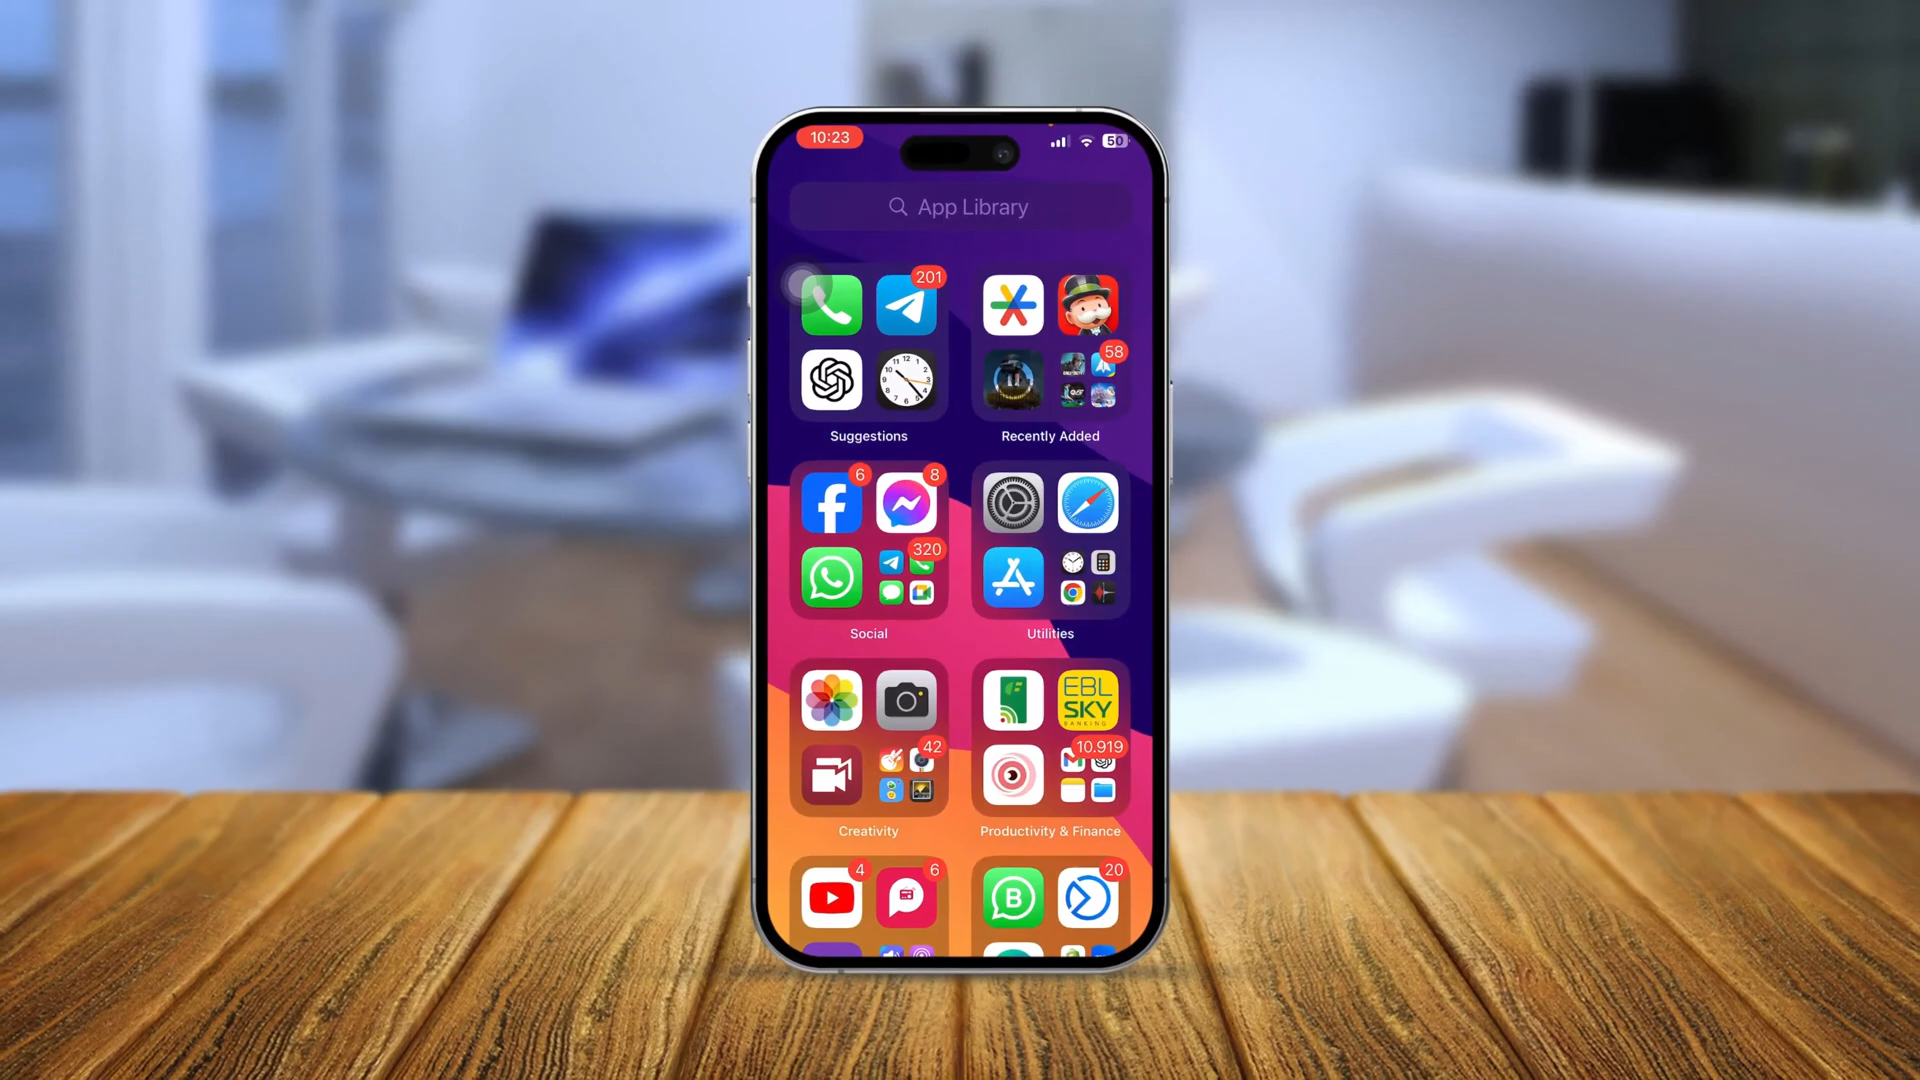 10:23
50
App Library
201
58
Suggestions
Recently Added
6
8
320
Social
Utilities
EBL
SKY
BANKING
42
10.919
Creativity
Productivity & Finance
4
6
B
20